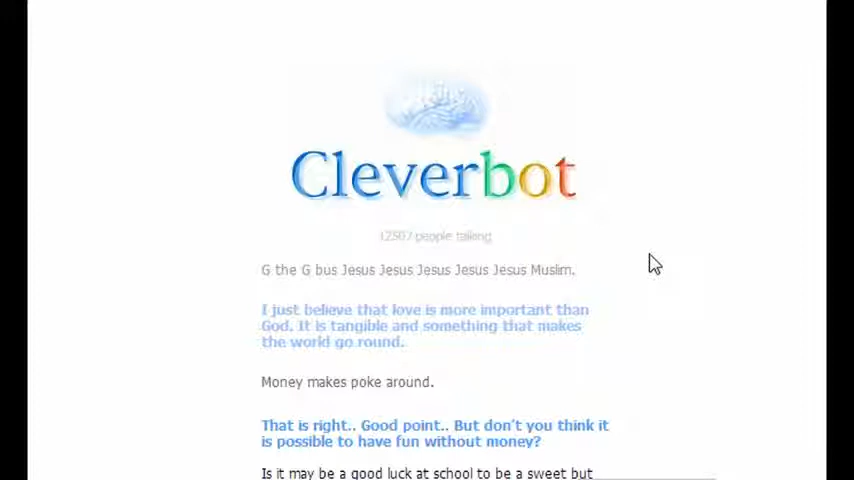 Cleverbot
12507 people talking
G the G bus Jesus Jesus Jesus Jesus Jesus Muslim.
I just believe that love is more important than
God. It is tangible and something that makes
the world go round.
Money makes poke around.
That is right.. Good point.. But don't you think it
is possible to have fun without money?
Is it may be a good luck at school to be a sweet but